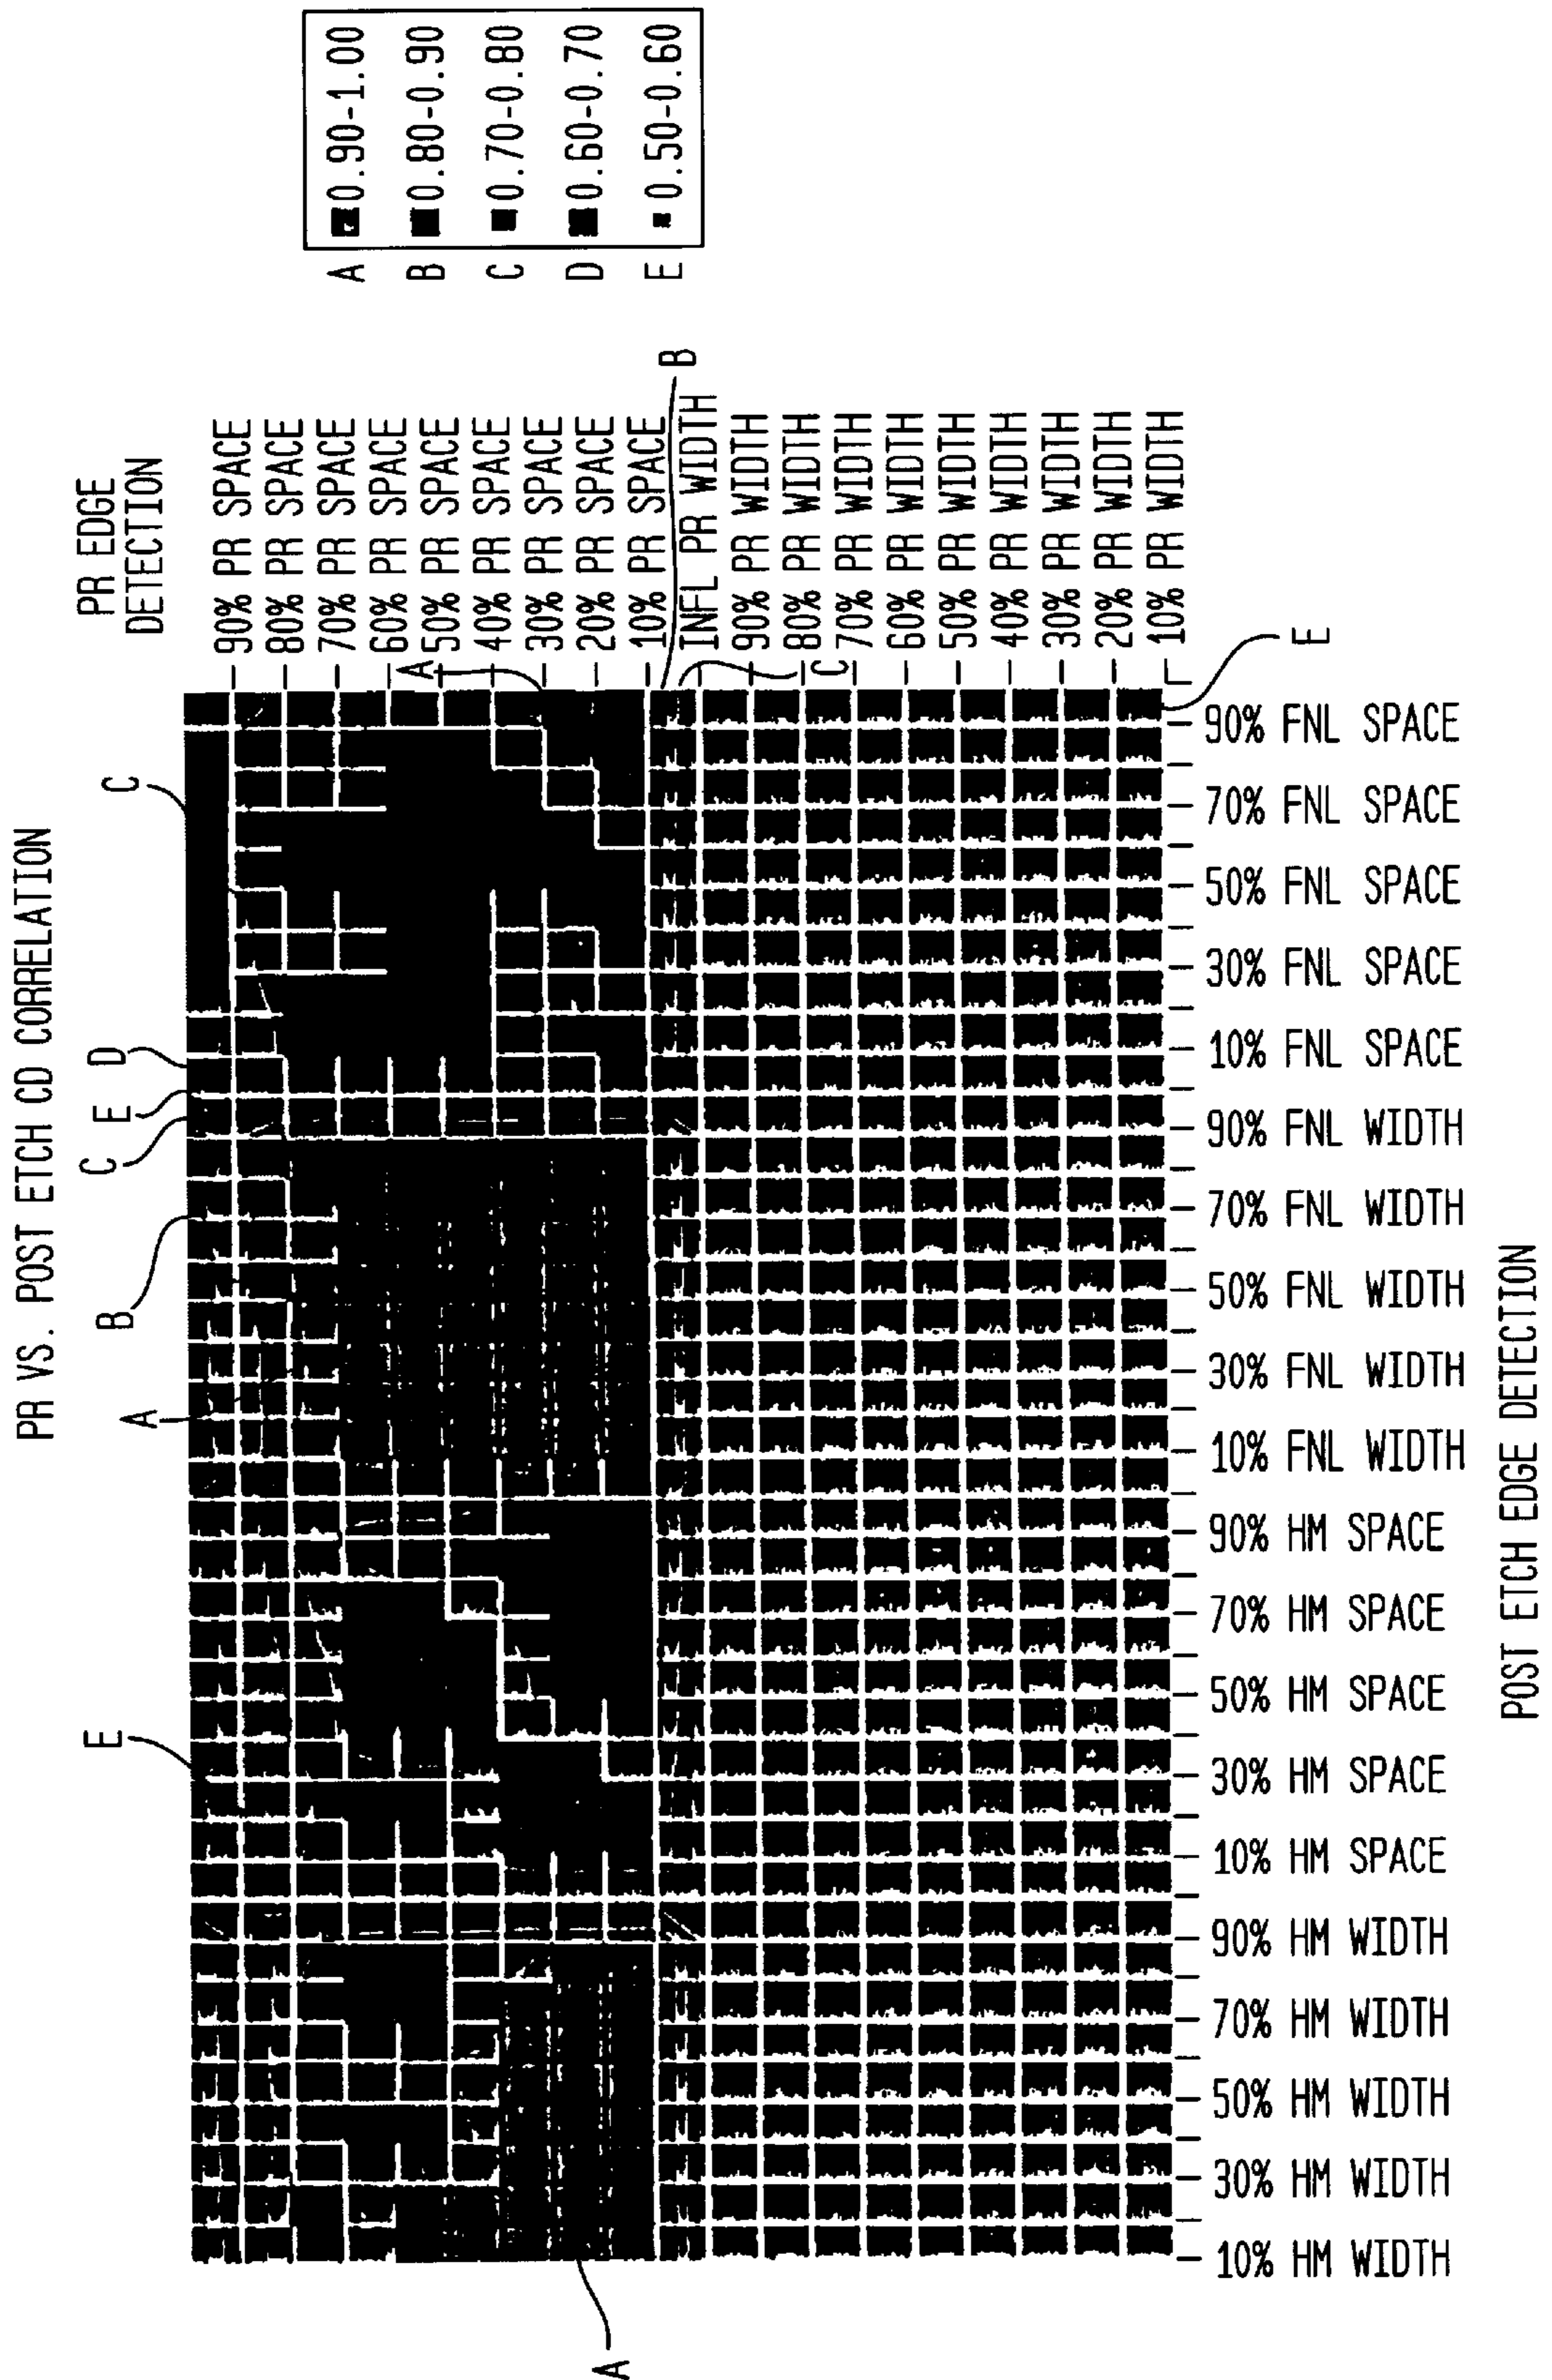 PR VS. POST ETCH CD CORRELATION
A 0.90-1.00
B 0.80-0.90
C 0.70-0.80
D 0.60-0.70
E 0.50-0.60
PR EDGE
DETECTION
90% PR SPACE
80% PR SPACE
70% PR SPACE
60% PR SPACE
50% PR SPACE
40% PR SPACE
30% PR SPACE
20% PR SPACE
10% PR SPACE
INFL PR WIDTH
90% PR WIDTH
80% PR WIDTH
70% PR WIDTH
60% PR WIDTH
50% PR WIDTH
40% PR WIDTH
30% PR WIDTH
20% PR WIDTH
10% PR WIDTH
A
E
B
A
B
C
E
D
C
A
B
C
E
10% HM WIDTH
30% HM WIDTH
50% HM WIDTH
70% HM WIDTH
90% HM WIDTH
10% HM SPACE
30% HM SPACE
50% HM SPACE
70% HM SPACE
90% HM SPACE
10% FNL WIDTH
30% FNL WIDTH
50% FNL WIDTH
70% FNL WIDTH
90% FNL WIDTH
10% FNL SPACE
30% FNL SPACE
50% FNL SPACE
70% FNL SPACE
90% FNL SPACE
POST ETCH EDGE DETECTION